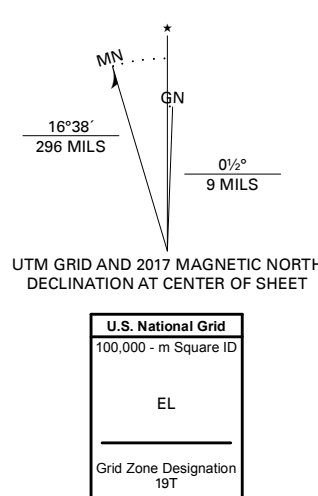 ★
MN
GN
16°38´
296 MILS
0½°
9 MILS
UTM GRID AND 2017 MAGNETIC NORTH
DECLINATION AT CENTER OF SHEET
U.S. National Grid
100,000 - m Square ID
EL
Grid Zone Designation
19T